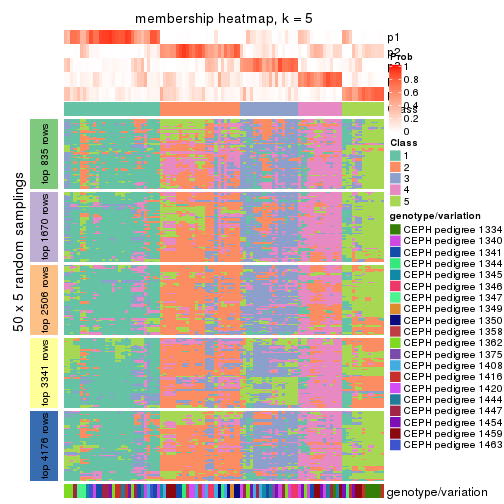 membership heatmap, k = 5
p1
p2
Prob
1
0.8
0.6
0.4
0.2
0
Class
1
2
3
4
5
genotype/variation
CEPH pedigree 1334
CEPH pedigree 1340
CEPH pedigree 1341
CEPH pedigree 1344
CEPH pedigree 1345
CEPH pedigree 1346
CEPH pedigree 1347
CEPH pedigree 1349
CEPH pedigree 1350
CEPH pedigree 1358
CEPH pedigree 1362
CEPH pedigree 1375
CEPH pedigree 1408
CEPH pedigree 1416
CEPH pedigree 1420
CEPH pedigree 1444
CEPH pedigree 1447
CEPH pedigree 1454
CEPH pedigree 1459
CEPH pedigree 1463
50 x 5 random samplings
top 835 rows
top 1670 rows
top 2506 rows
top 3341 rows
top 4176 rows
genotype/variation